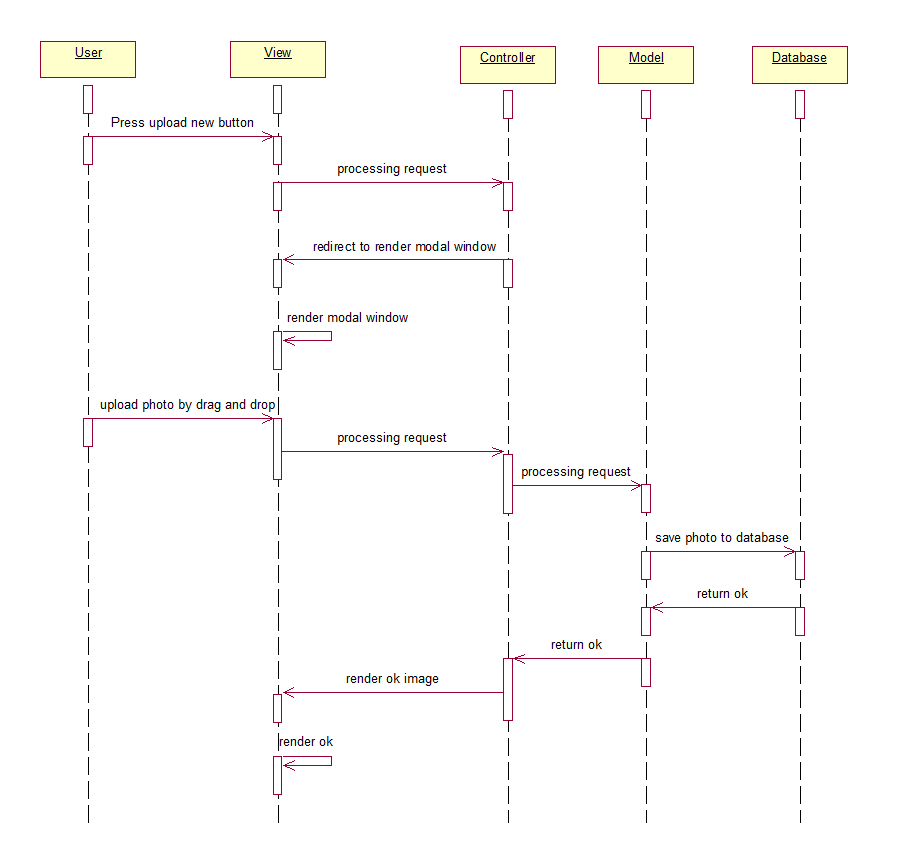 User
View
Controller
Model
Database
Press upload new button
processing request
redirect to render modal window
render modal window
upload photo by drag and drop
processing request
processing request
save photo to database
return ok
return ok
render ok image
render ok